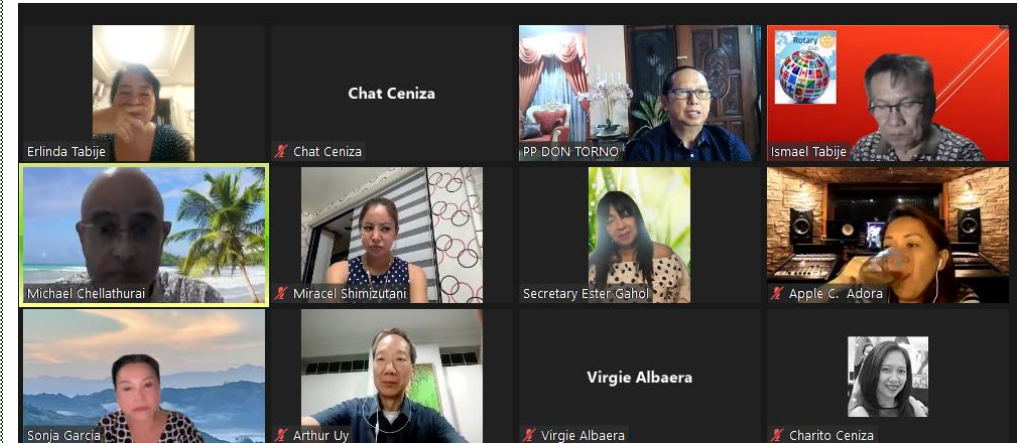 Rotary
Erlinda Tabije
Chat Ceniza
Chat Ceniza
PP DON TORNO
Ismael Tabije
Michael Chellathurai
Miracel Shimizutani
Secretary Ester Gahol
Apple C. Adora
Sonja Garcia
Arthur Uy
Virgie Albaera
Virgie Albaera
Charito Ceniza